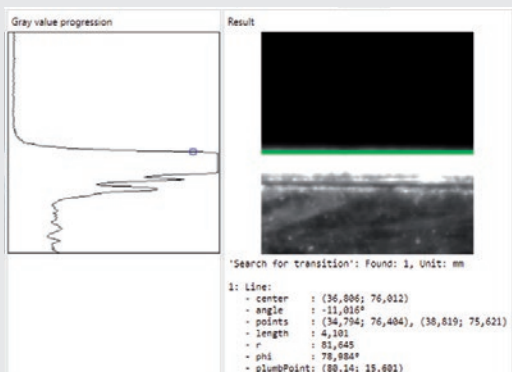 Gray value progression
Result
'Search for transition': Found: 1, Unit: mm
1: Line:
- center : (36,806; 76,012)
- angle : -11,016°
- points : (34,794; 76,404), (38,819; 75,621)
- length : 4,101
- r : 81,645
- phi : 78,984°
- plumbPoint: (80,14; 15,601)